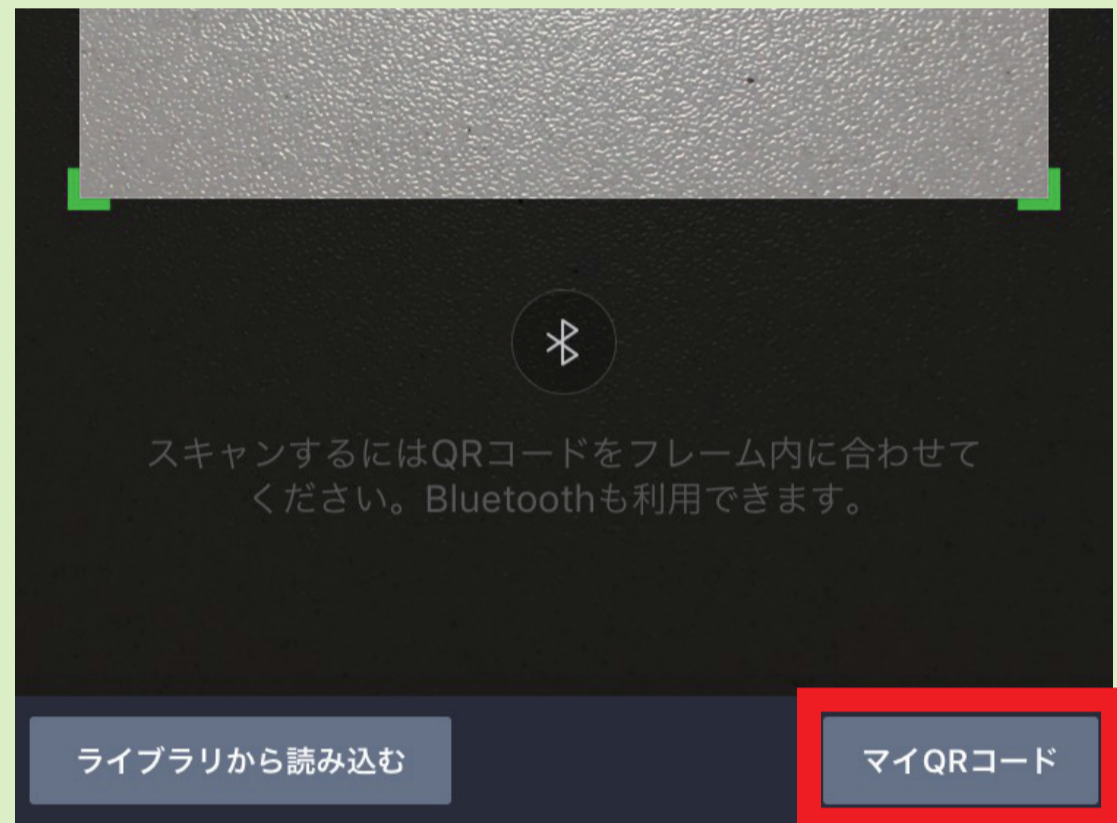 スキャンするにはQRコードをフレーム内に合わせて
ください。Bluetoothも利用できます。
ライブラリから読み込む
マイQRコード